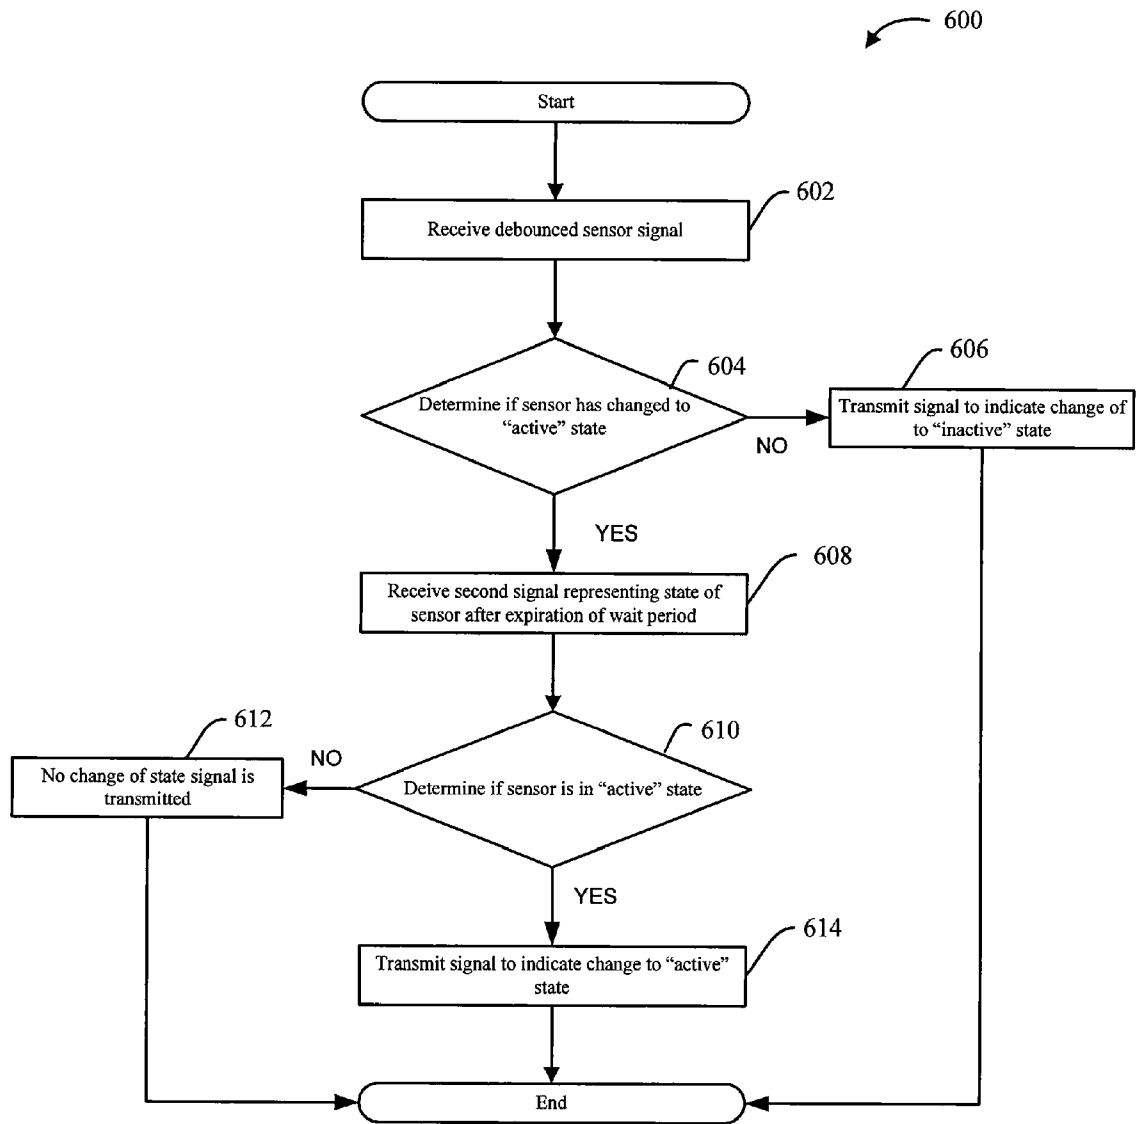 600
Start
602
Receive debounced sensor signal
604
606
Determine if sensor has changed to
"active" state
Transmit signal to indicate change of
to "inactive" state
NO
YES
608
Receive second signal representing state of
sensor after expiration of wait period
612
610
NO
No change of state signal is
transmitted
Determine if sensor is in "active" state
YES
614
Transmit signal to indicate change to "active"
state
End